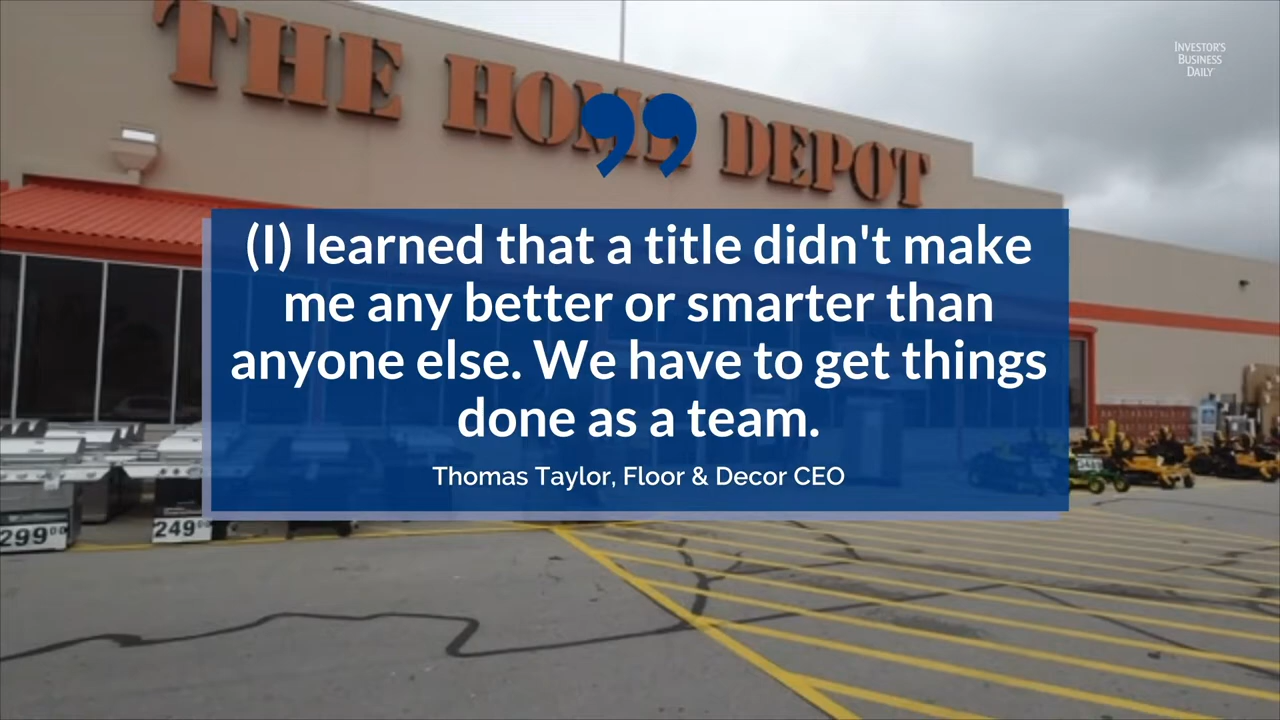 THE HOME DEPOT
INVESTOR'S
BUSINESS
DAILY
(I) learned that a title didn't make
me any better or smarter than
anyone else. We have to get things
done as a team.
Thomas Taylor, Floor & Decor CEO
299 00
249